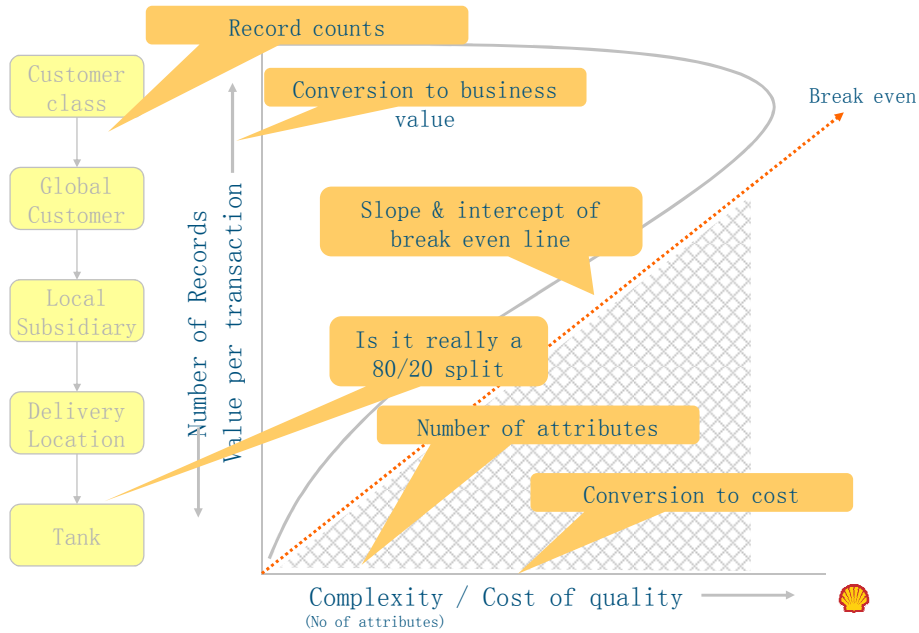 Record counts
Customer
class
Conversion to business
value
Break even
Global
Customer
Slope & intercept of
break even line
Number of Records
Value per transaction
Local
Subsidiary
Is it really a
80/20 split
Delivery
Location
Number of attributes
Conversion to cost
Tank
Complexity / Cost of quality
(No of attributes)